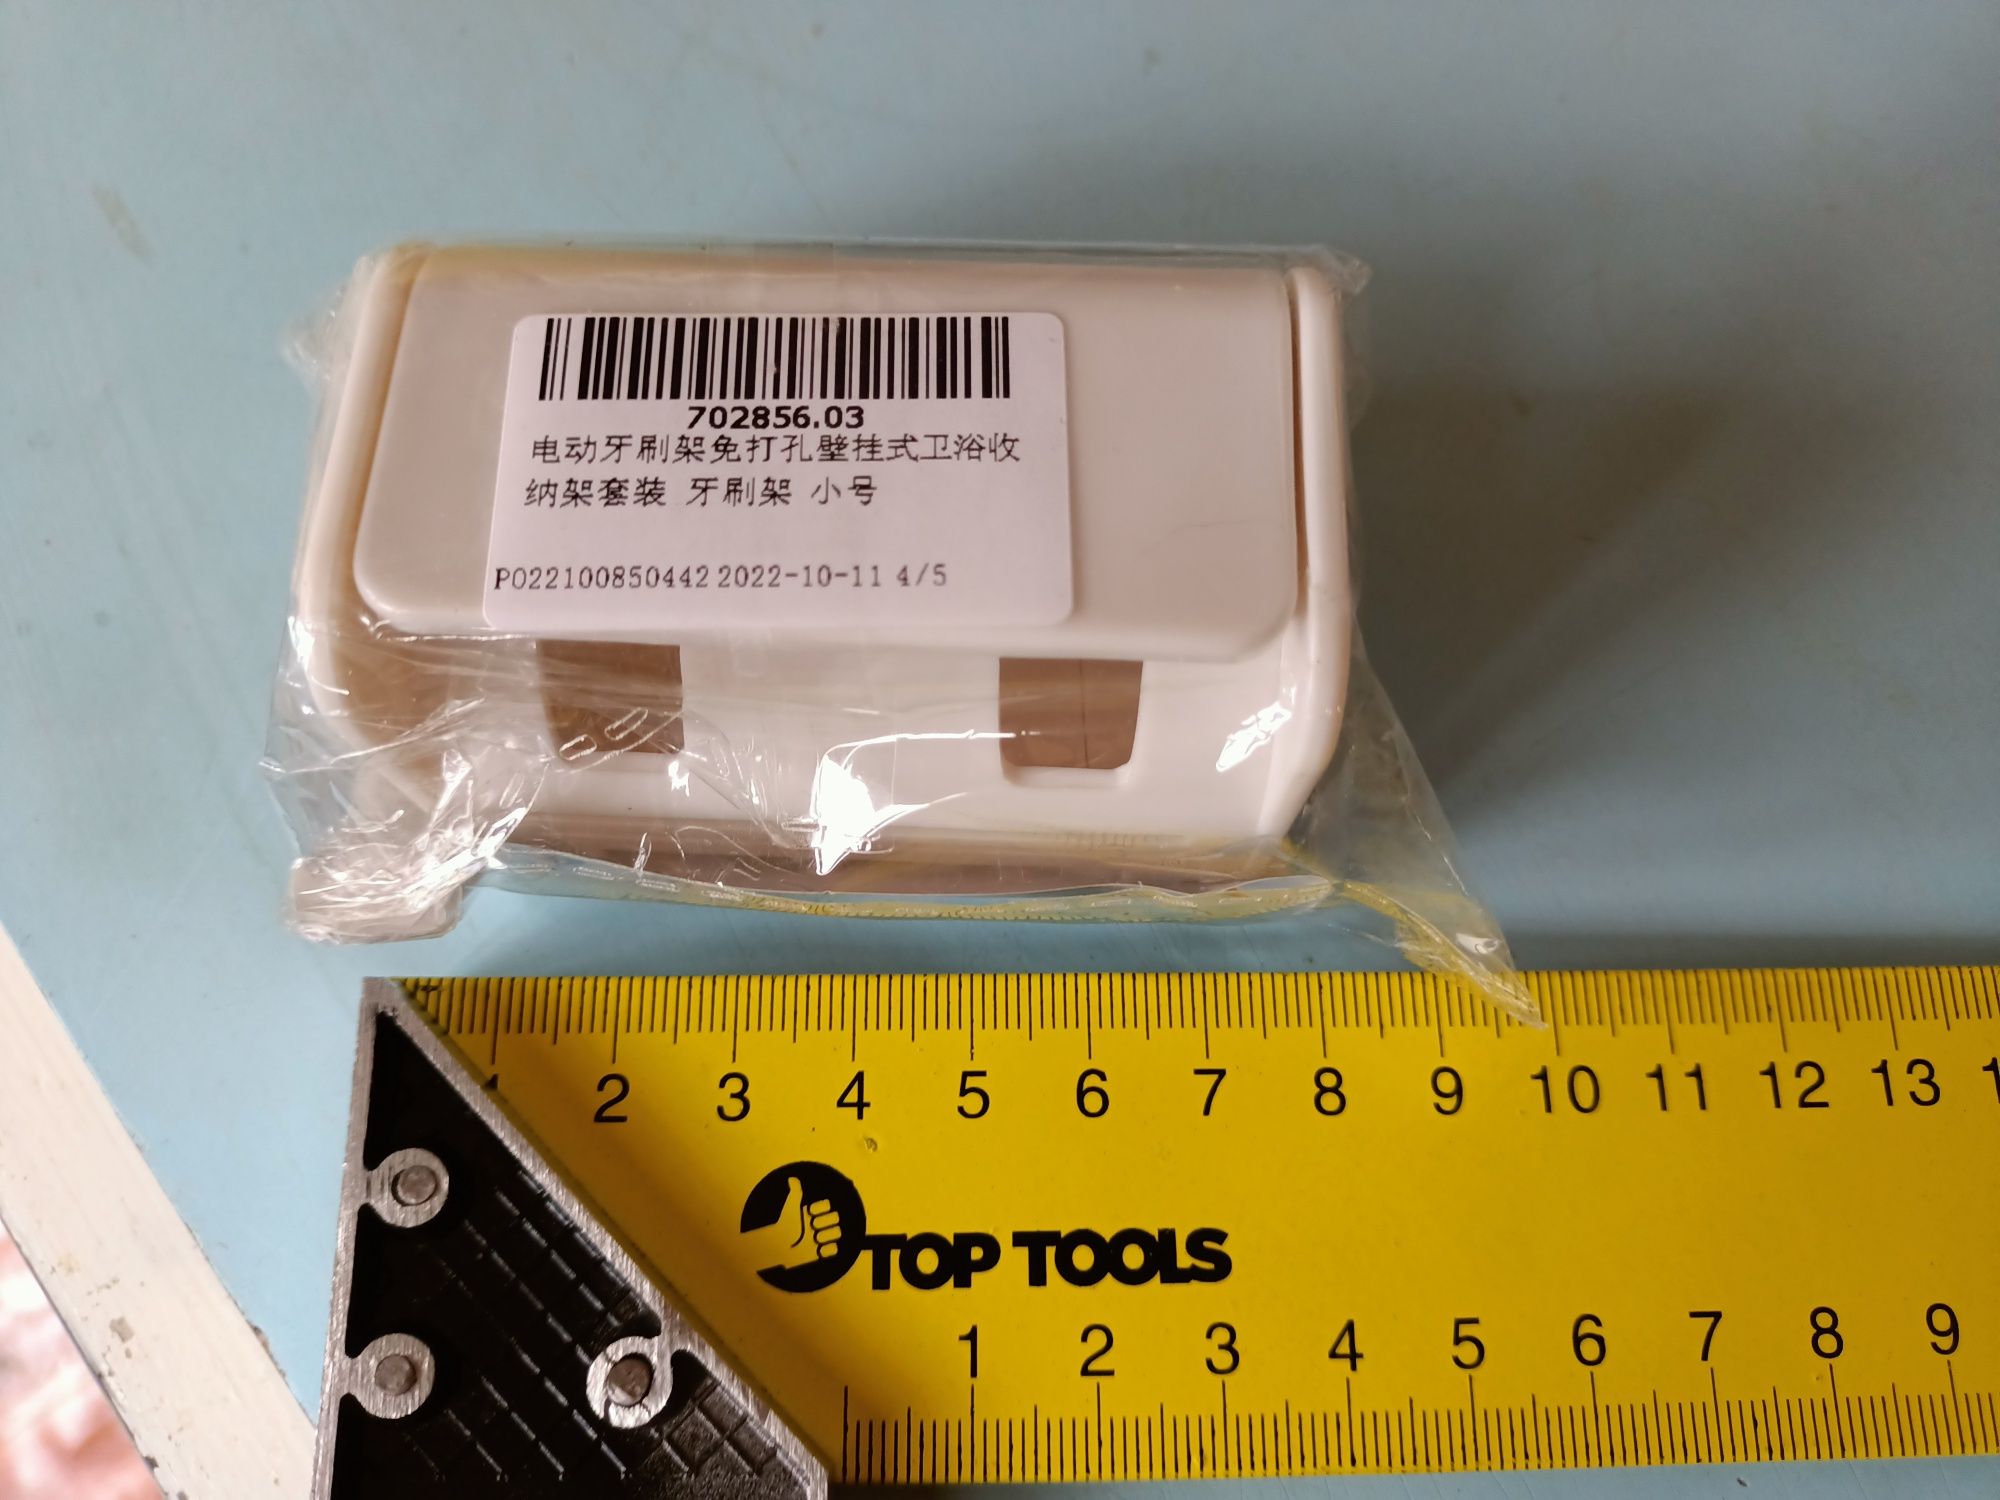 702856.03
电动牙刷架免打孔壁挂式卫浴收
纳架套装 牙刷架 小号
PO22100850442 2022-10-11 4/5
1 2 3 4 5 6 7 8 9 10 11 12 13
TOP TOOLS
1 2 3 4 5 6 7 8 9